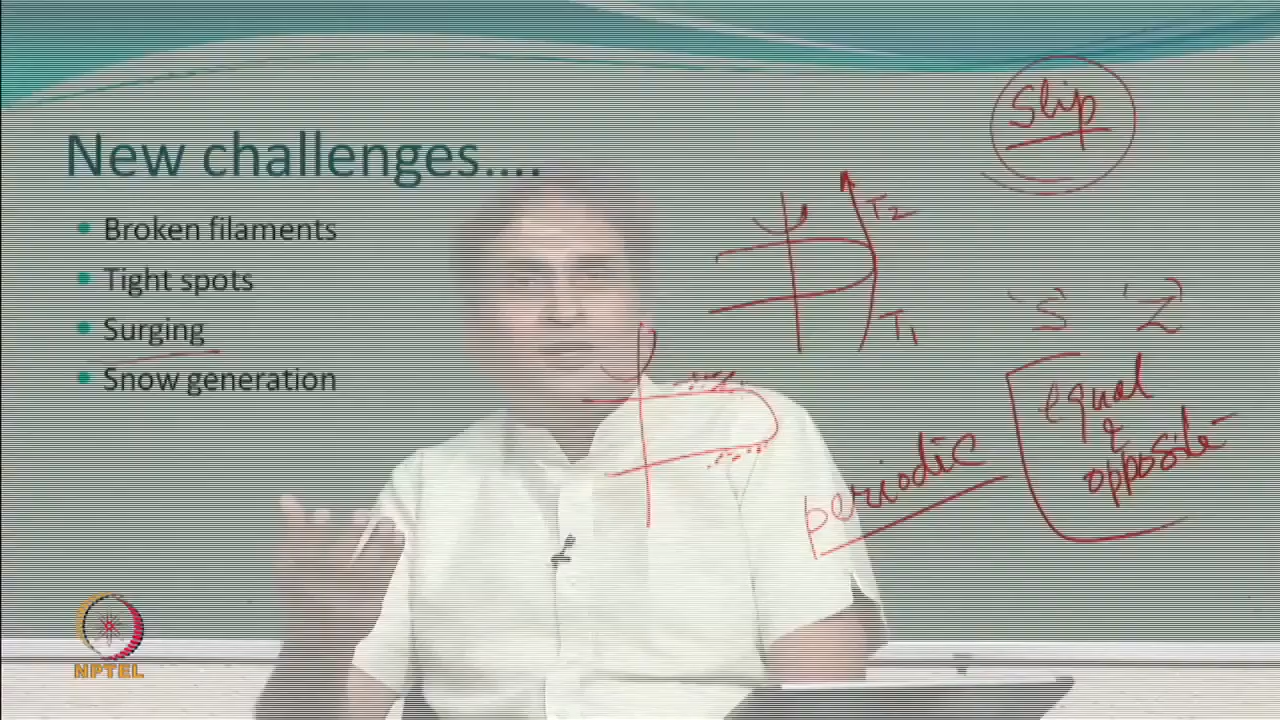 New challenges....
Broken filaments
Tight spots
Surging
Snow generation
Slip
T2
T1
'S' 'Z'
equal
&
opposite
periodic
NPTEL